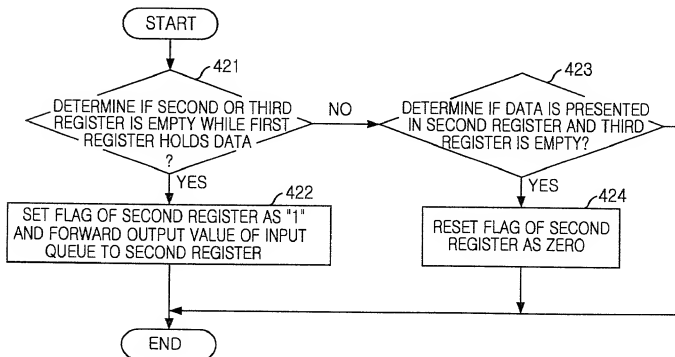 START
421
DETERMINE IF SECOND OR THIRD
REGISTER IS EMPTY WHILE FIRST
REGISTER HOLDS DATA
?
NO
YES
423
DETERMINE IF DATA IS PRESENTED
IN SECOND REGISTER AND THIRD
REGISTER IS EMPTY?
YES
422
SET FLAG OF SECOND REGISTER AS "1"
AND FORWARD OUTPUT VALUE OF INPUT
QUEUE TO SECOND REGISTER
424
RESET FLAG OF SECOND
REGISTER AS ZERO
END